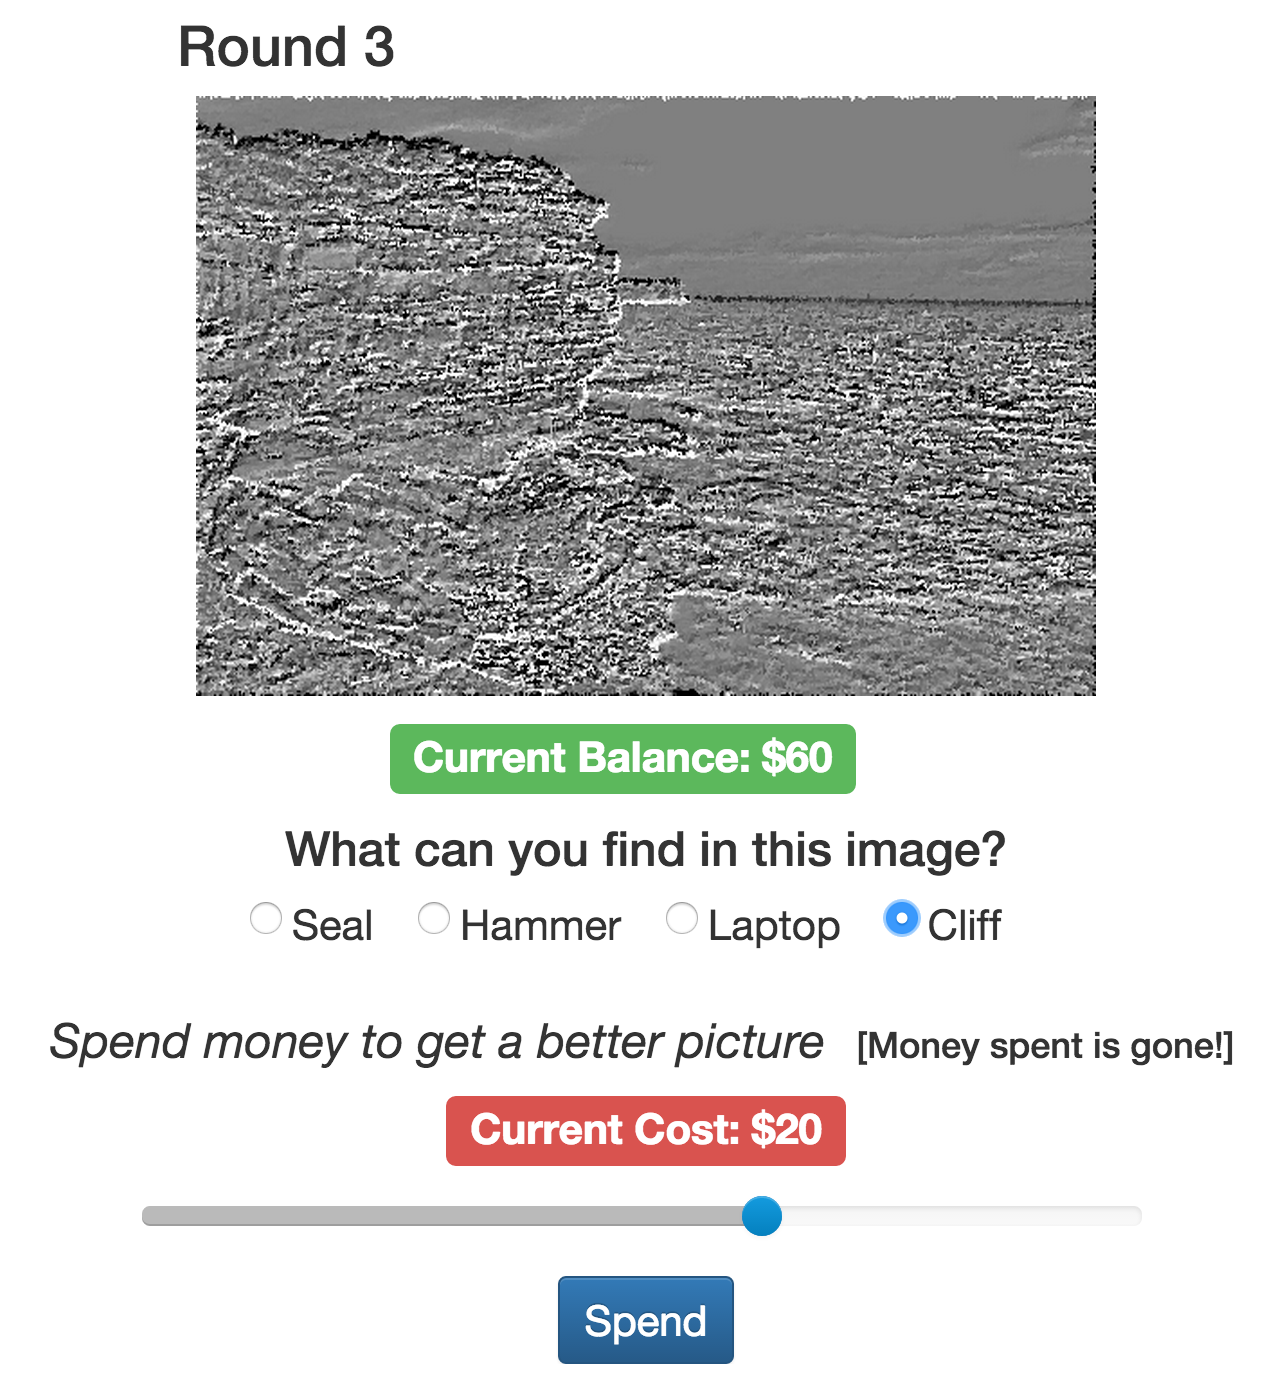 Round 3
Current Balance: $60
What can you find in this image?
Seal Hammer Laptop Cliff
Spend money to get a better picture [Money spent is gone!]
Current Cost: $20
Spend